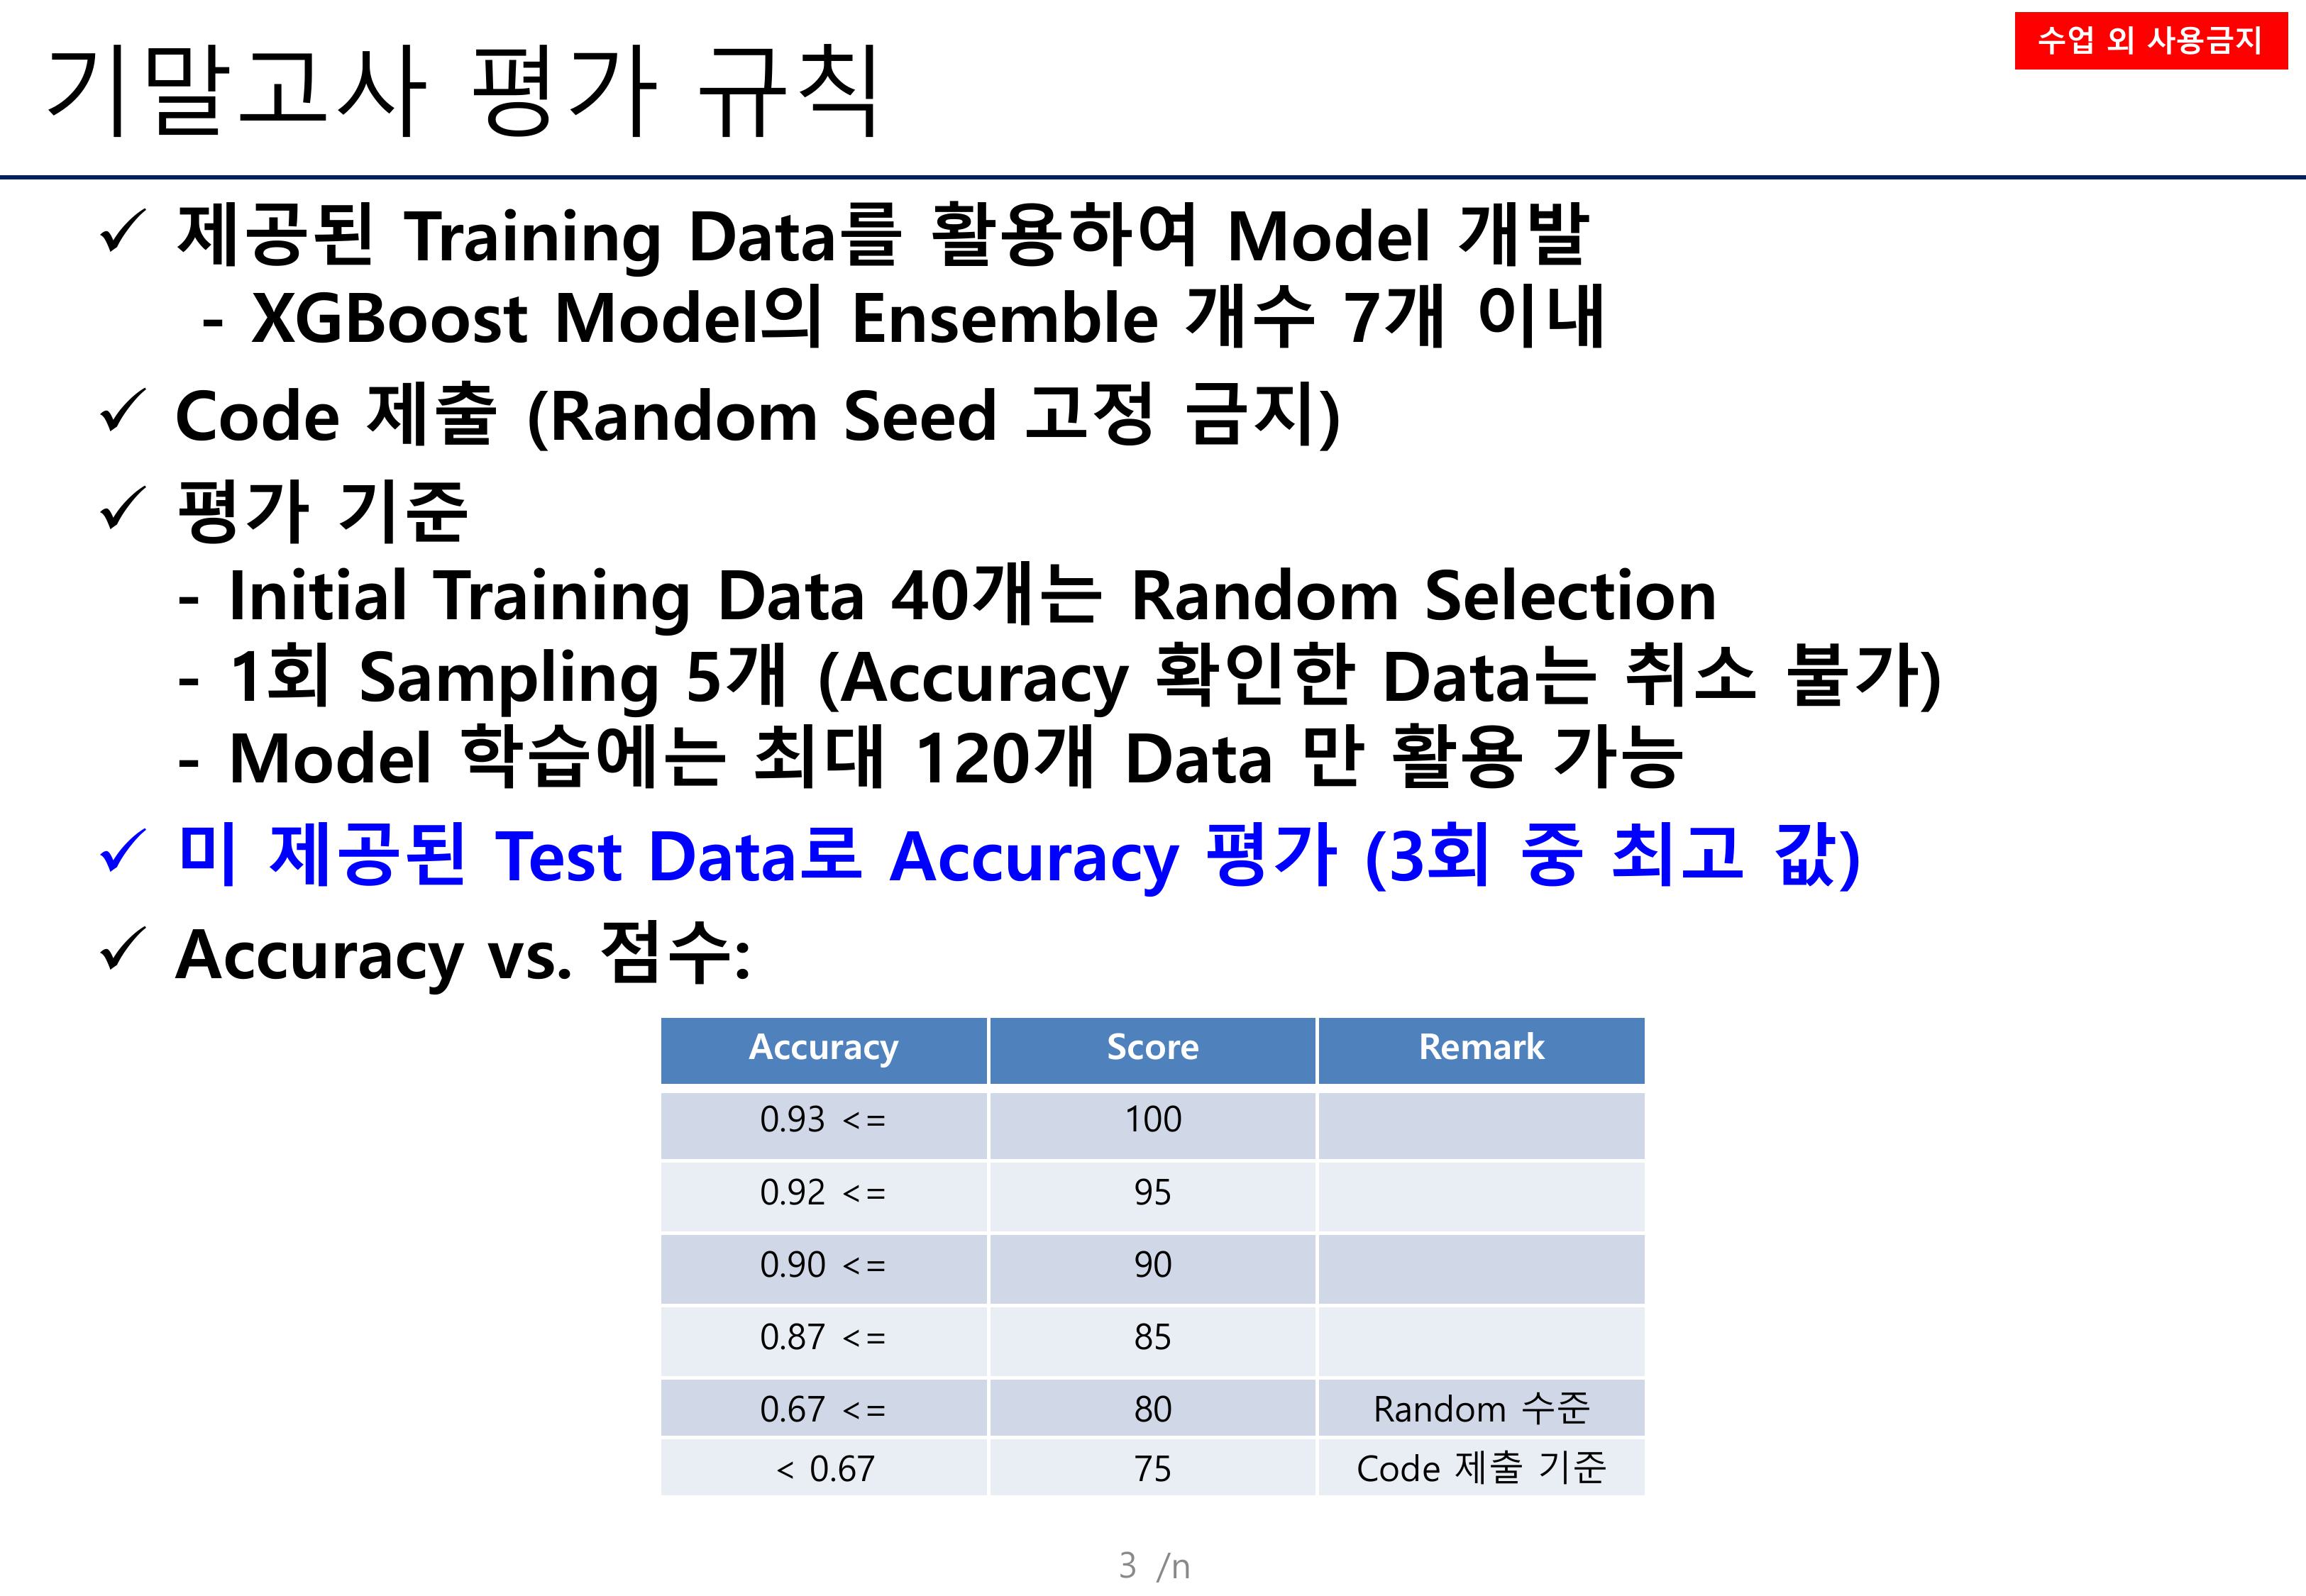 수업 외 사용금지
기말고사 평가 규칙
✓ 제공된 Training Data를 활용하여 Model 개발
- XGBoost Model의 Ensemble 개수 7개 이내
✓ Code 제출 (Random Seed 고정 금지)
✓ 평가 기준
- Initial Training Data 40개는 Random Selection
- 1회 Sampling 5개 (Accuracy 확인한 Data는 취소 불가)
- Model 학습에는 최대 120개 Data 만 활용 가능
✓ 미 제공된 Test Data로 Accuracy 평가 (3회 중 최고 값)
✓ Accuracy vs. 점수:
Accuracy Score Remark
0.93 <= 100
0.92 <= 95
0.90 <= 90
0.87 <= 85
0.67 <= 80 Random 수준
< 0.67 75 Code 제출 기준
3 /n